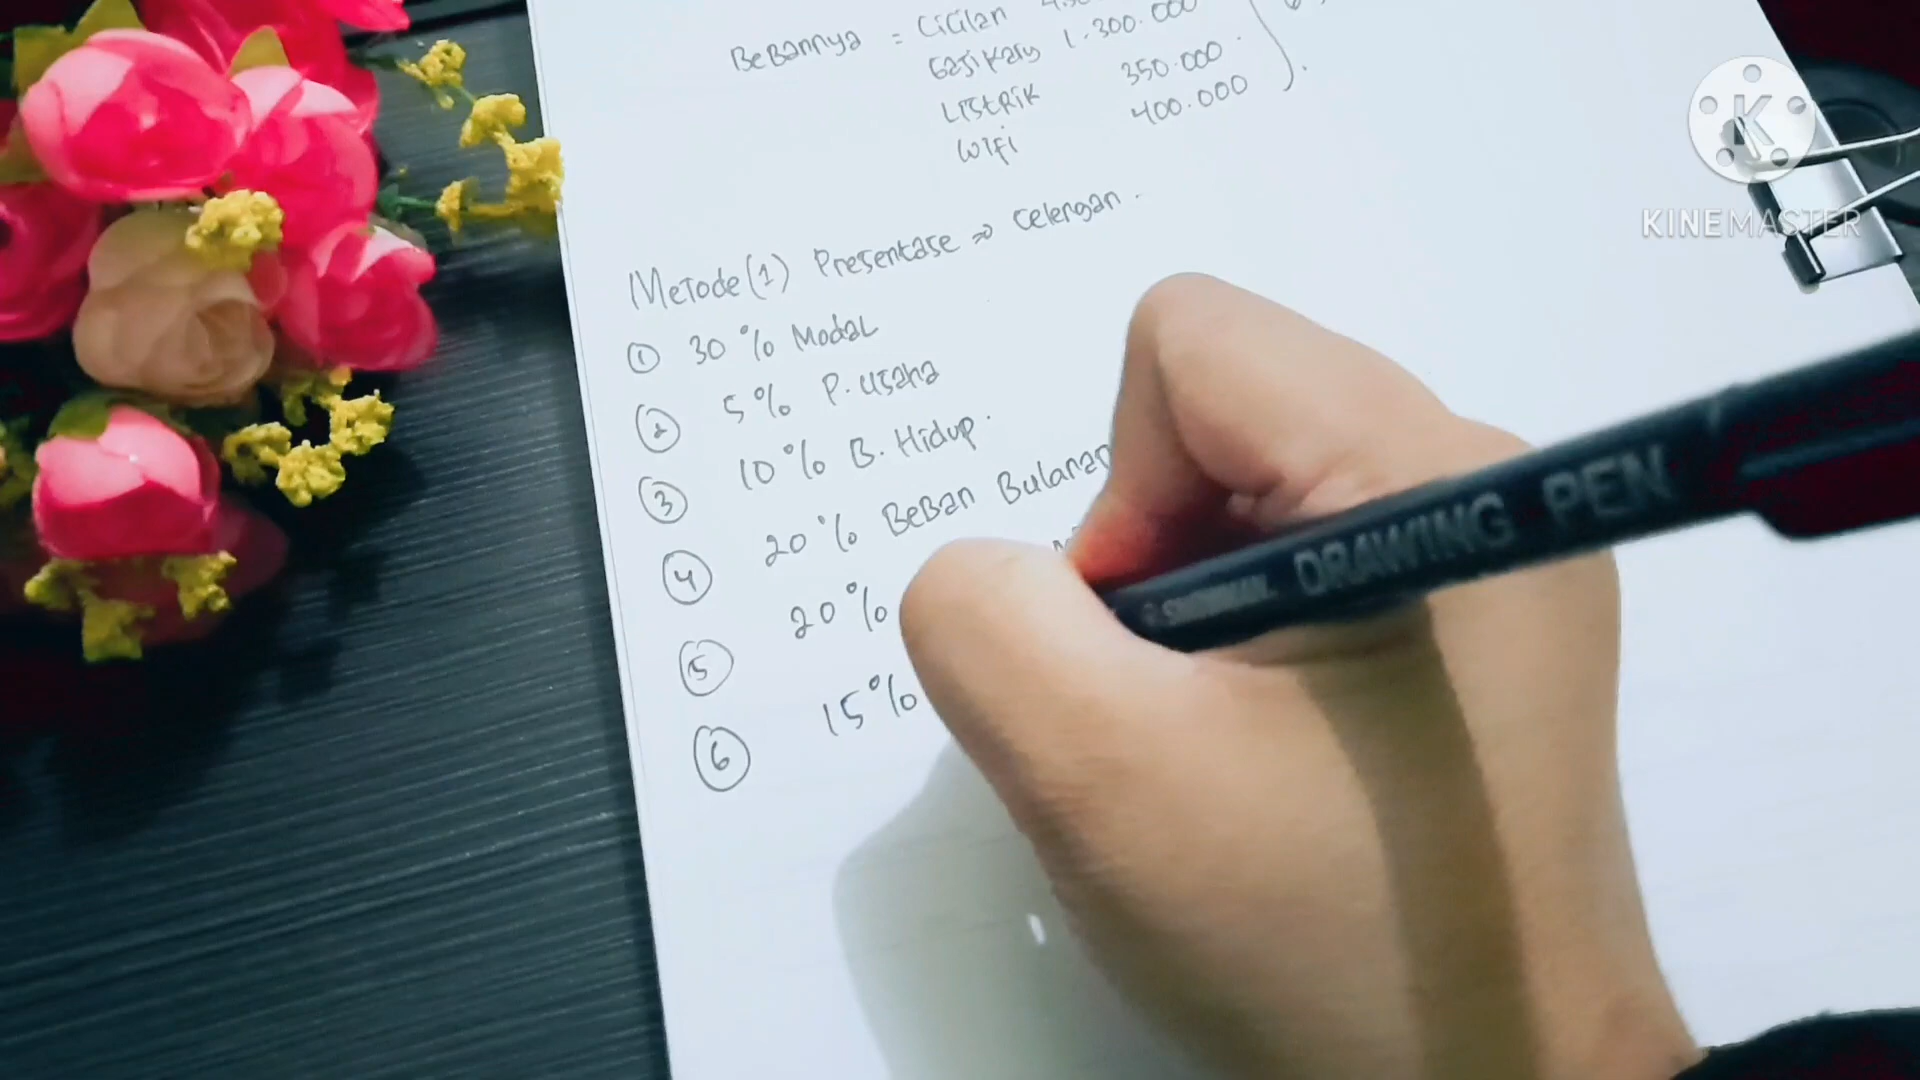 BeBannya = Cicilan
Gaji Kary 1.300.000
Listrik 350.000
Wifi 400.000
Metode (1) Presentase => Celengan.
① 30% Modal
② 5% P. Usaha
③ 10% B. Hidup.
④ 20% BeBan Bulanan
⑤ 20%
⑥ 15%
DRAWING PEN
K
KINEMASTER